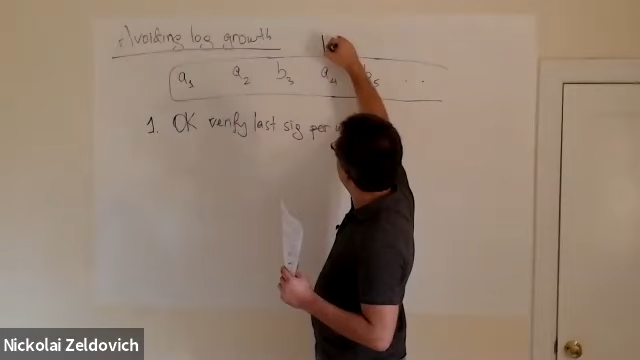 Avoiding log growth
a1 a2 b3 a4 b5 ...
1. OK verify last sig per
Nickolai Zeldovich